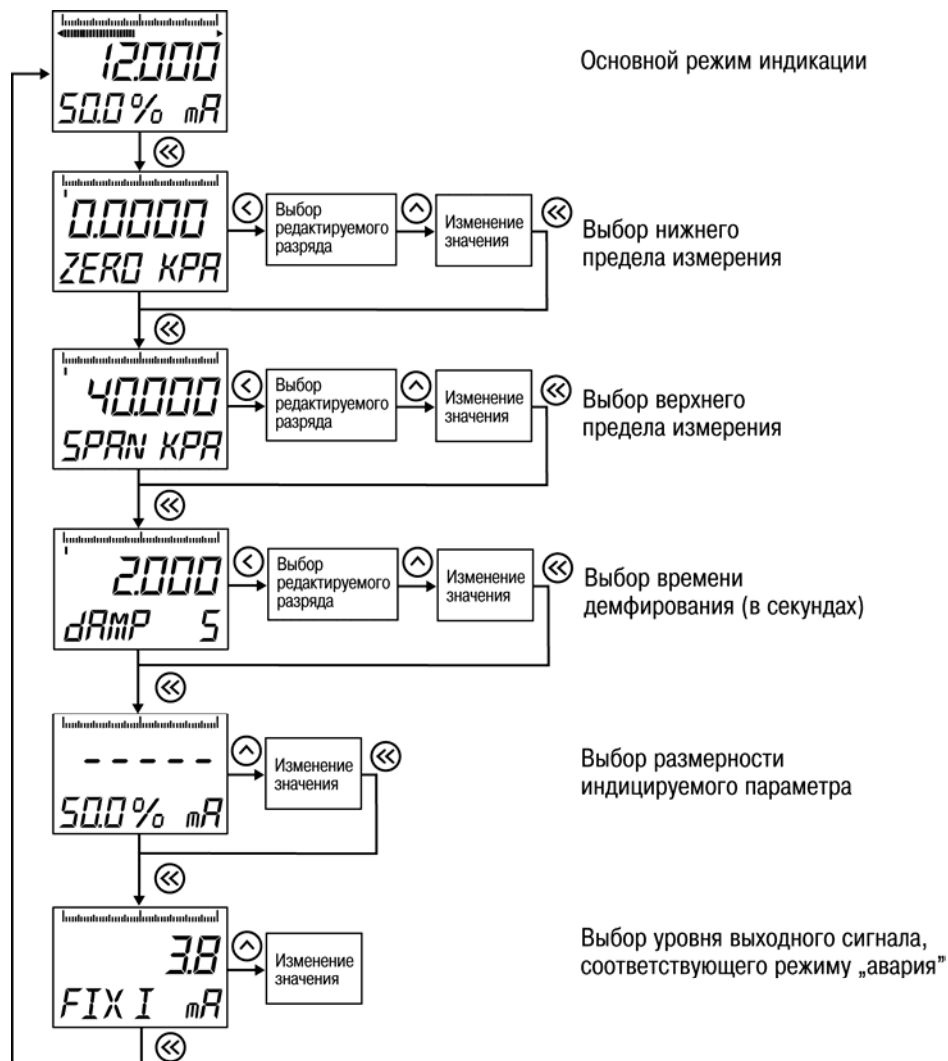 12.000
50.0% mA
Основной режим индикации
0.0000
ZERO KPA
Выбор
редактируемого
разряда
Изменение
значения
Выбор нижнего
предела измерения
40.000
SPAN KPA
Выбор
редактируемого
разряда
Изменение
значения
Выбор верхнего
предела измерения
2.000
dAMP S
Выбор
редактируемого
разряда
Изменение
значения
Выбор времени
демфирования (в секундах)
- - - - -
50.0% mA
Изменение
значения
Выбор размерности
индицируемого параметра
3.8
FIX I mA
Изменение
значения
Выбор уровня выходного сигнала,
соответствующего режиму „авария”